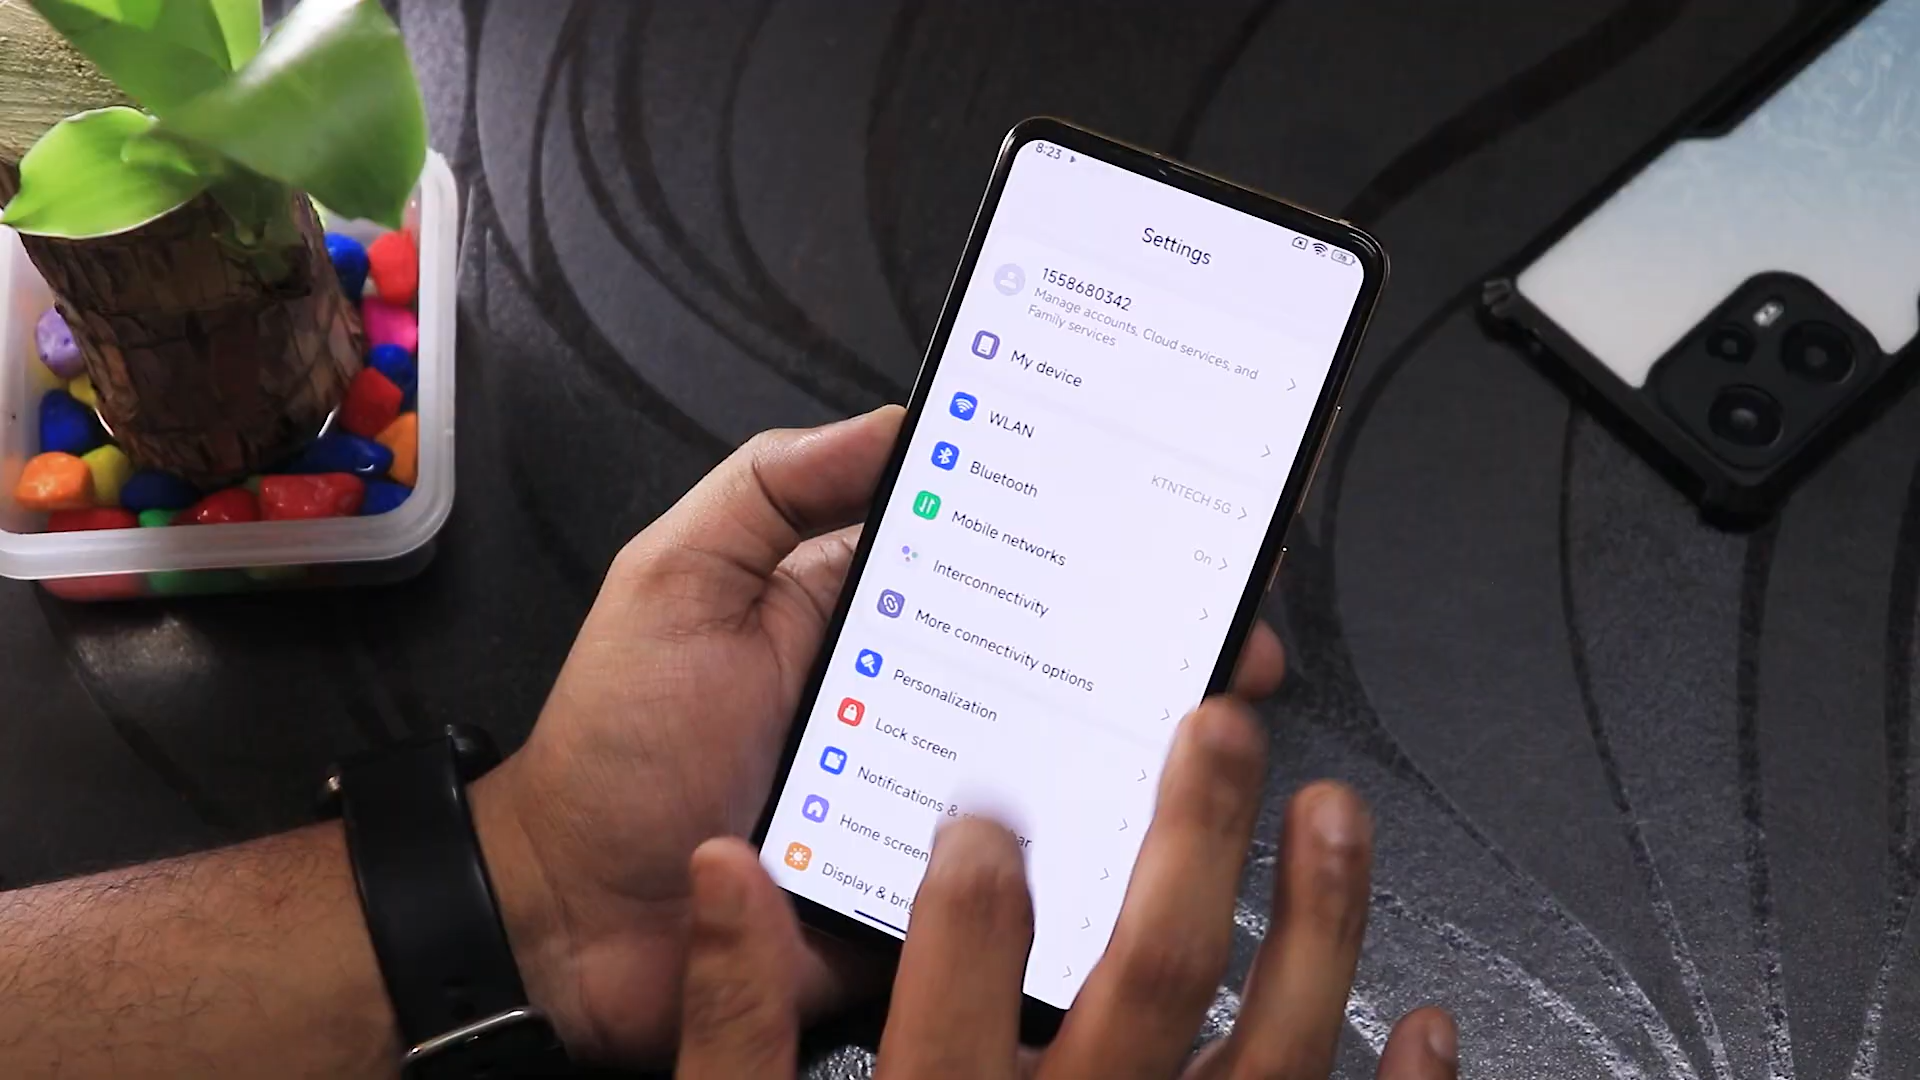 8:23
Settings
1558680342
Manage accounts, Cloud services, and
Family services
My device
WLAN
KTNTECH 5G
Bluetooth
On
Mobile networks
Interconnectivity
More connectivity options
Personalization
Lock screen
Notifications &
Home screen
Display &